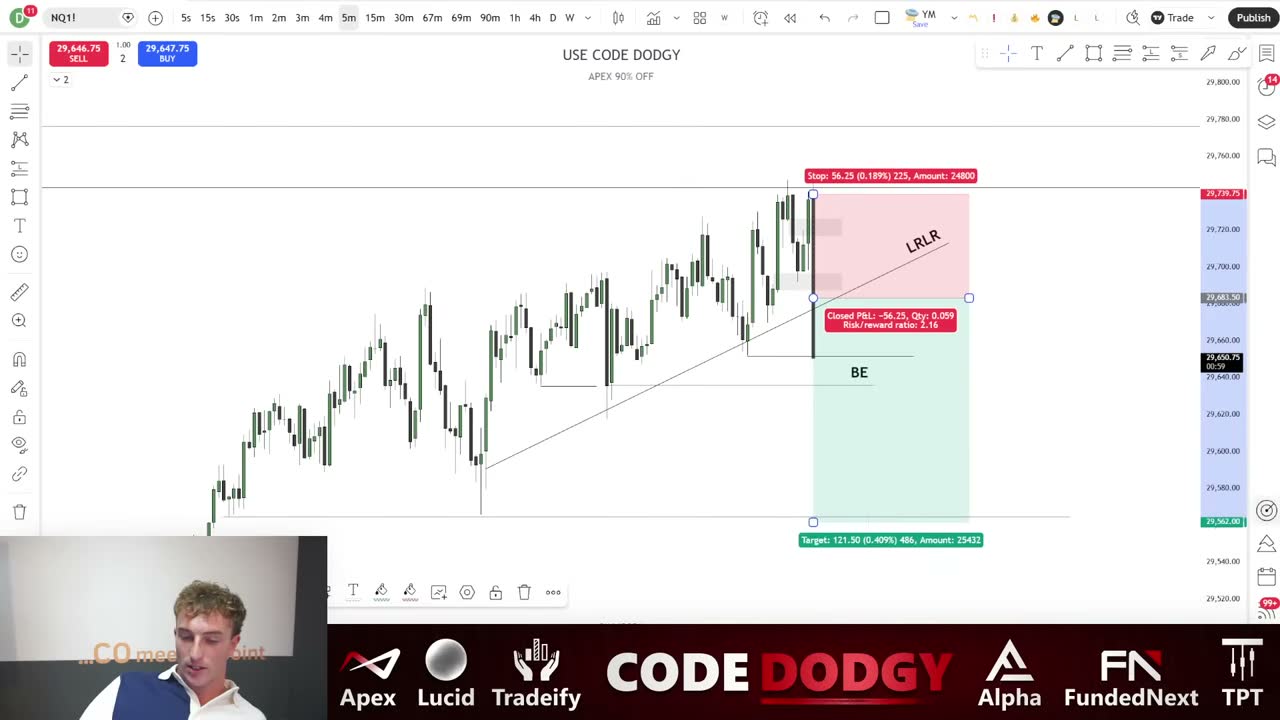 D 11 NQ1! 5s 15s 30s 1m 2m 3m 4m 5m 15m 30m 67m 69m 90m 1h 4h D W YM Save W L L Trade Publish
29,646.75 SELL 1.00 2 29,647.75 BUY
2
USE CODE DODGY
APEX 90% OFF
14
29,800.00
29,780.00
29,760.00
Stop: 56.25 (0.189%) 225, Amount: 24800
29,739.75
29,720.00
LRLR
29,700.00
29,683.50
Closed P&L: −56.25, Qty: 0.059
Risk/reward ratio: 2.16
29,660.00
29,650.75
00:59
BE
29,640.00
29,620.00
29,600.00
29,580.00
29,562.00
Target: 121.50 (0.409%) 486, Amount: 25432
29,540.00
29,520.00
99+
...CO
CODE DODGY
Apex Lucid Tradeify Alpha FundedNext TPT